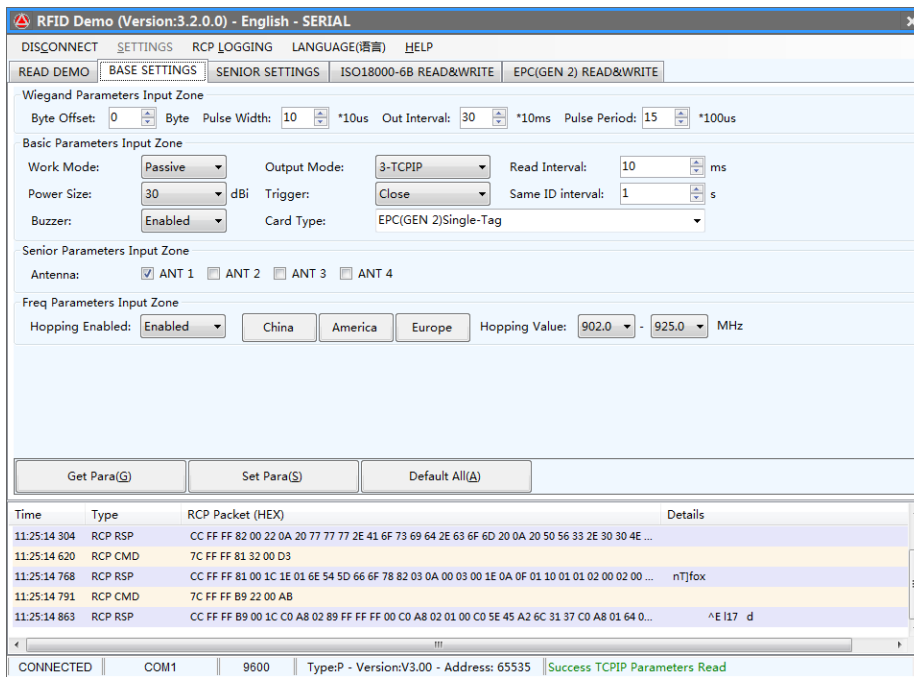 RFID Demo (Version:3.2.0.0) - English - SERIAL
DISCONNECT SETTINGS RCP LOGGING LANGUAGE(语言) HELP
READ DEMO BASE SETTINGS SENIOR SETTINGS ISO18000-6B READ&WRITE EPC(GEN 2) READ&WRITE
Wiegand Parameters Input Zone
Byte Offset: 0 Byte Pulse Width: 10 *10us Out Interval: 30 *10ms Pulse Period: 15 *100us
Basic Parameters Input Zone
Work Mode: Passive Output Mode: 3-TCPIP Read Interval: 10 ms
Power Size: 30 dBi Trigger: Close Same ID interval: 1 s
Buzzer: Enabled Card Type: EPC(GEN 2)Single-Tag
Senior Parameters Input Zone
Antenna: ANT 1 ANT 2 ANT 3 ANT 4
Freq Parameters Input Zone
Hopping Enabled: Enabled China America Europe Hopping Value: 902.0 - 925.0 MHz
Get Para(G) Set Para(S) Default All(A)
Time Type RCP Packet (HEX) Details
11:25:14 304 RCP RSP CC FF FF 82 00 22 0A 20 77 77 77 2E 41 6F 73 69 64 2E 63 6F 6D 20 0A 20 50 56 33 2E 30 30 4E ...
11:25:14 620 RCP CMD 7C FF FF 81 32 00 D3
11:25:14 768 RCP RSP CC FF FF 81 00 1C 1E 01 6E 54 5D 66 6F 78 82 03 0A 00 03 00 1E 0A 0F 01 10 01 01 02 00 02 00 ... nT]fox
11:25:14 791 RCP CMD 7C FF FF B9 22 00 AB
11:25:14 863 RCP RSP CC FF FF B9 00 1C C0 A8 02 89 FF FF FF 00 C0 A8 02 01 00 C0 5E 45 A2 6C 31 37 C0 A8 01 64 0... ^E l17 d
CONNECTED COM1 9600 Type:P - Version:V3.00 - Address: 65535 Success TCPIP Parameters Read